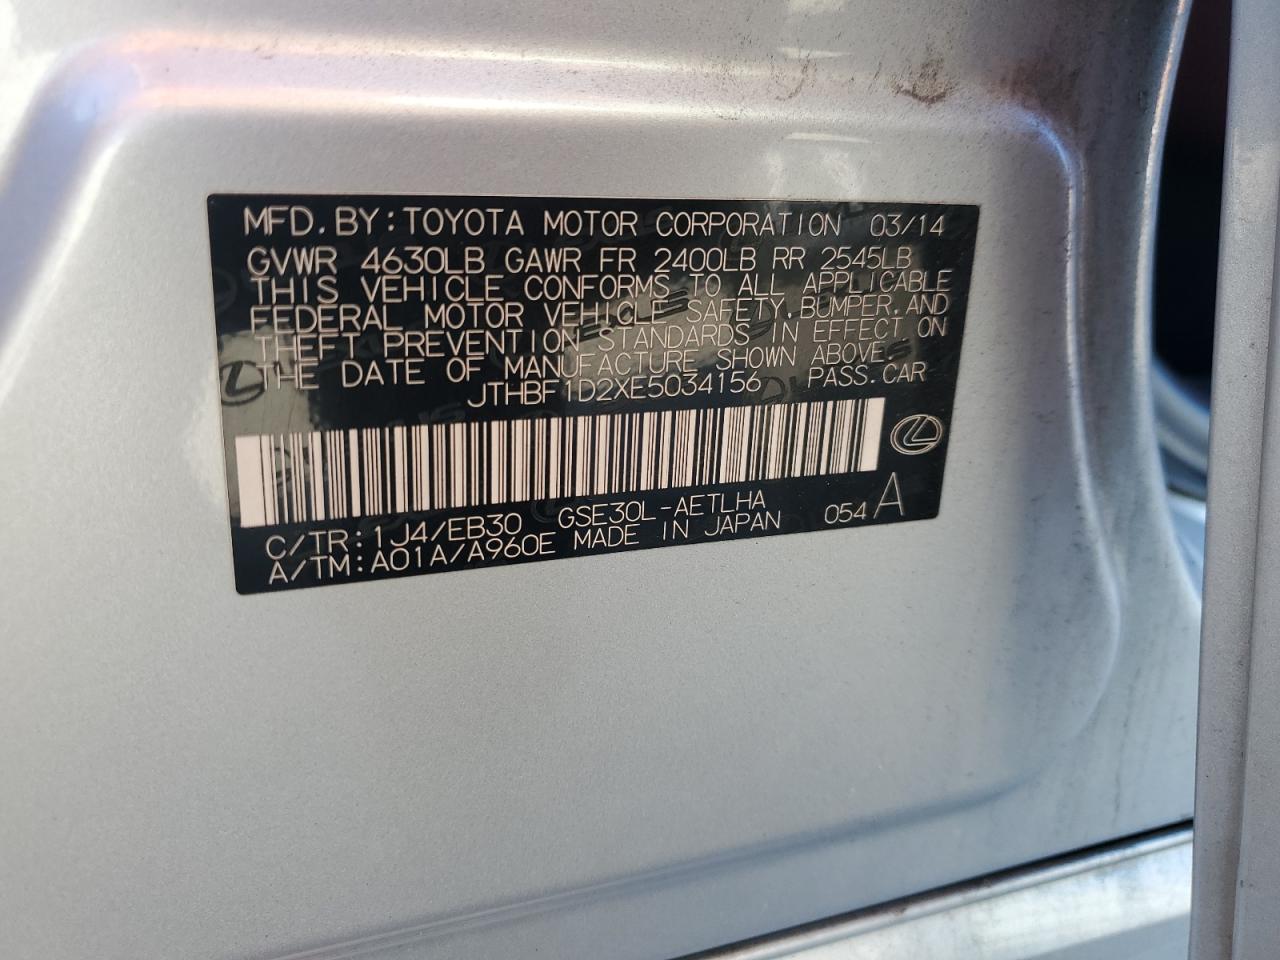 MFD. BY: TOYOTA MOTOR CORPORATION 03/14
GVWR 4630LB GAWR FR 2400LB RR 2545LB
THIS VEHICLE CONFORMS TO ALL APPLICABLE
FEDERAL MOTOR VEHICLE SAFETY, BUMPER, AND
THEFT PREVENTION STANDARDS IN EFFECT ON
THE DATE OF MANUFACTURE SHOWN ABOVE.
JTHBF1D2XE5034156 PASS. CAR
C/TR: 1J4/EB30 GSE30L-AETLHA
A/TM: A01A/A960E MADE IN JAPAN 054 A